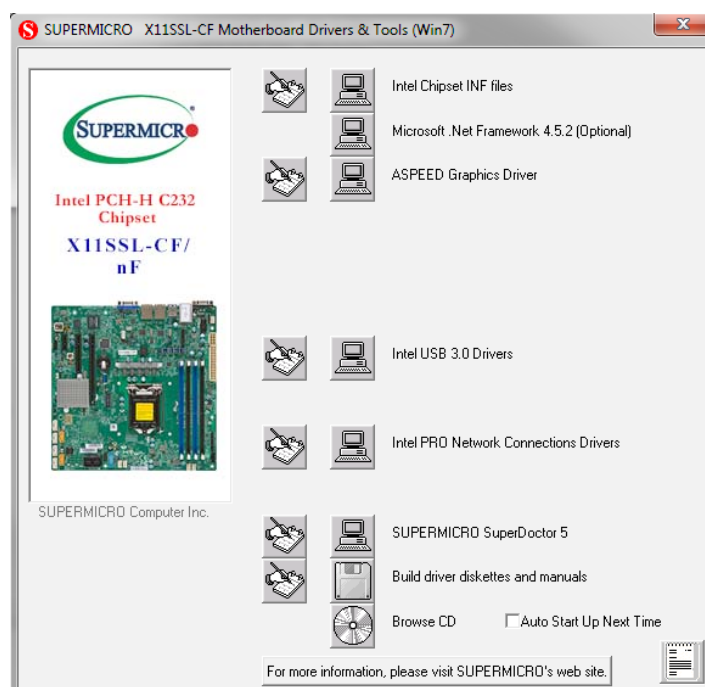 SUPERMICRO X11SSL-CF Motherboard Drivers & Tools (Win7)
SUPERMICR
Intel PCH-H C232
Chipset
X11SSL-CF/
nF
SUPERMICRO Computer Inc.
Intel Chipset INF files
Microsoft .Net Framework 4.5.2 (Optional)
ASPEED Graphics Driver
Intel USB 3.0 Drivers
Intel PRO Network Connections Drivers
SUPERMICRO SuperDoctor 5
Build driver diskettes and manuals
Browse CD Auto Start Up Next Time
For more information, please visit SUPERMICRO's web site.